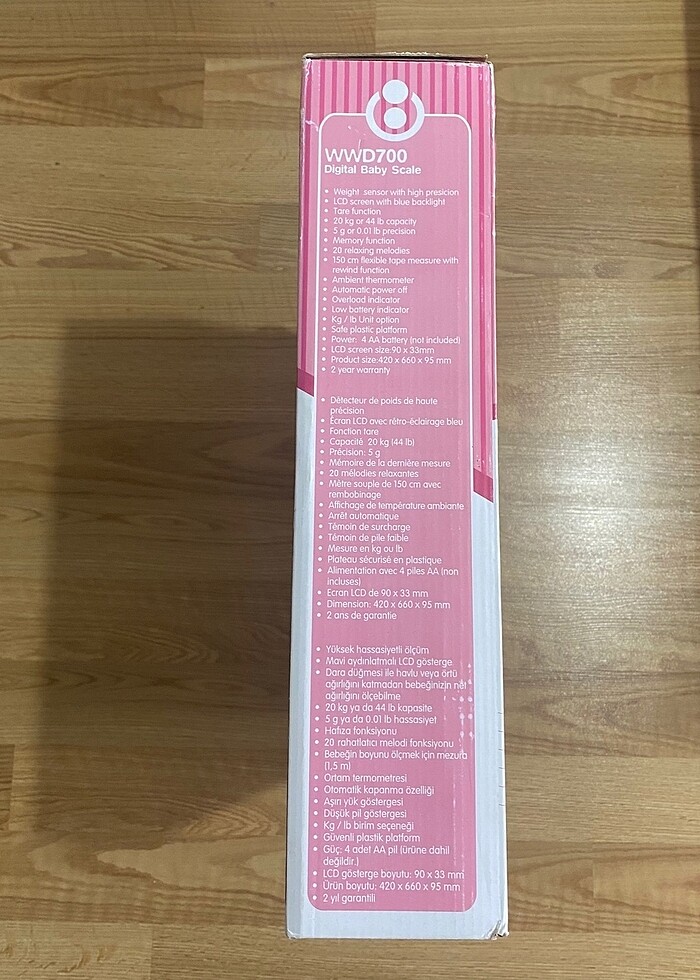 WWD700
Digital Baby Scale
• Weight sensor with high presicion
• LCD screen with blue backlight
• Tare function
• 20 kg or 44 lb capacity
• 5 g or 0.01 lb precision
• Memory function
• 20 relaxing melodies
• 150 cm flexible tape measure with
rewind function
• Ambient thermometer
• Automatic power off
• Overload indicator
• Low battery indicator
• Kg / lb Unit option
• Safe plastic platform
• Power: 4 AA battery (not included)
• LCD screen size:90 x 33mm
• Product size:420 x 660 x 95 mm
• 2 year warranty
• Détecteur de poids de haute
précision
• Écran LCD avec rétro-éclairage bleu
• Fonction tare
• Capacité 20 kg (44 lb)
• Précision: 5 g
• Mémoire de la dernière mesure
• 20 mélodies relaxantes
• Mètre souple de 150 cm avec
rembobinage
• Affichage de température ambiante
• Arrêt automatique
• Témoin de surcharge
• Témoin de pile faible
• Mesure en kg ou lb
• Plateau sécurisé en plastique
• Alimentation avec 4 piles AA (non
incluses)
• Ecran LCD de 90 x 33 mm
• Dimension: 420 x 660 x 95 mm
• 2 ans de garantie
• Yüksek hassasiyetli ölçüm
• Mavi aydınlatmalı LCD gösterge
• Dara düğmesi ile havlu veya örtü
ağırlığını katmadan bebeğinizin net
ağırlığını ölçebilme
• 20 kg ya da 44 lb kapasite
• 5 g ya da 0.01 lb hassasiyet
• Hafıza fonksiyonu
• 20 rahatlatıcı melodi fonksiyonu
• Bebeğin boyunu ölçmek için mezura
(1,5 m)
• Ortam termometresi
• Otomatik kapanma özelliği
• Aşırı yük göstergesi
• Düşük pil göstergesi
• Kg / lb birim seçeneği
• Güvenli plastik platform
• Güç: 4 adet AA pil (ürüne dahil
değildir.)
• LCD gösterge boyutu: 90 x 33 mm
• Ürün boyutu: 420 x 660 x 95 mm
• 2 yıl garantili